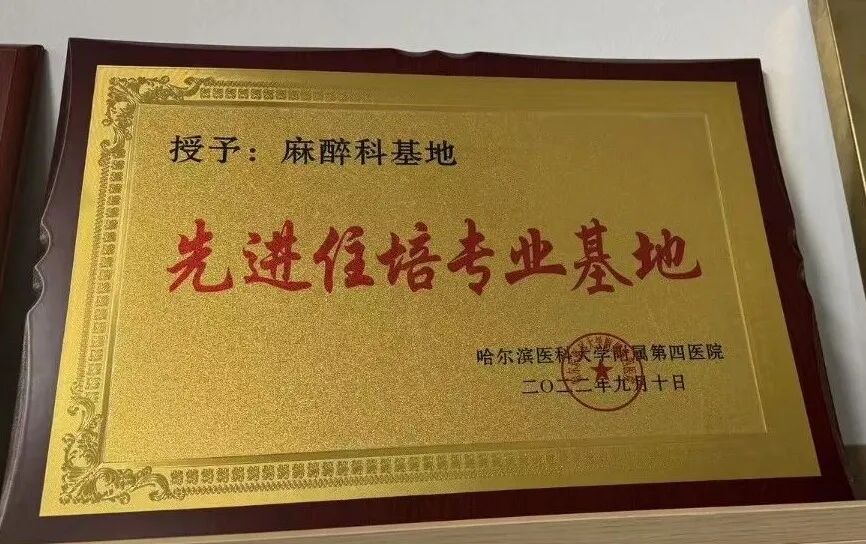 授予：麻醉科基地
先进住培专业基地
哈尔滨医科大学附属第四医院
二〇二二年九月十日